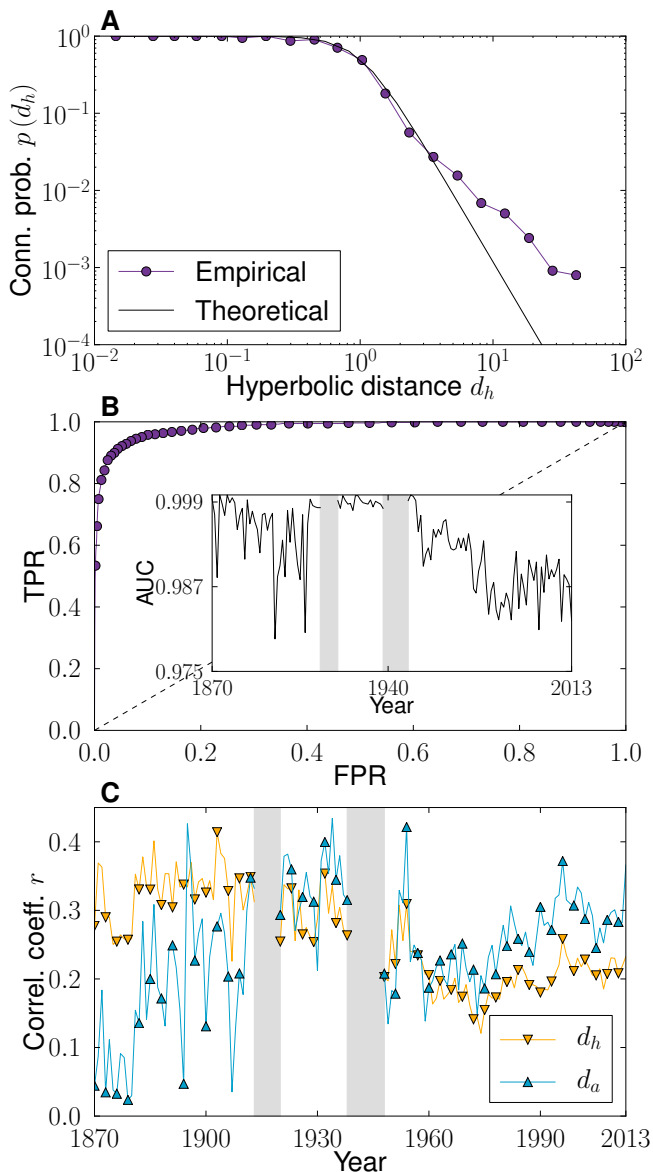 A
10^0
10^{-1}
10^{-2}
10^{-3}
10^{-4}
Conn. prob. p(d_h)
Empirical
Theoretical
10^{-2} 10^{-1} 10^0 10^1 10^2
Hyperbolic distance d_h
B
1.0
0.8
0.6
0.4
0.2
0.0
TPR
0.999
0.987
0.975
AUC
1870 1940 2013
Year
0.0 0.2 0.4 0.6 0.8 1.0
FPR
C
0.4
0.3
0.2
0.1
0.0
Correl. coeff. r
d_h
d_a
1870 1900 1930 1960 1990 2013
Year